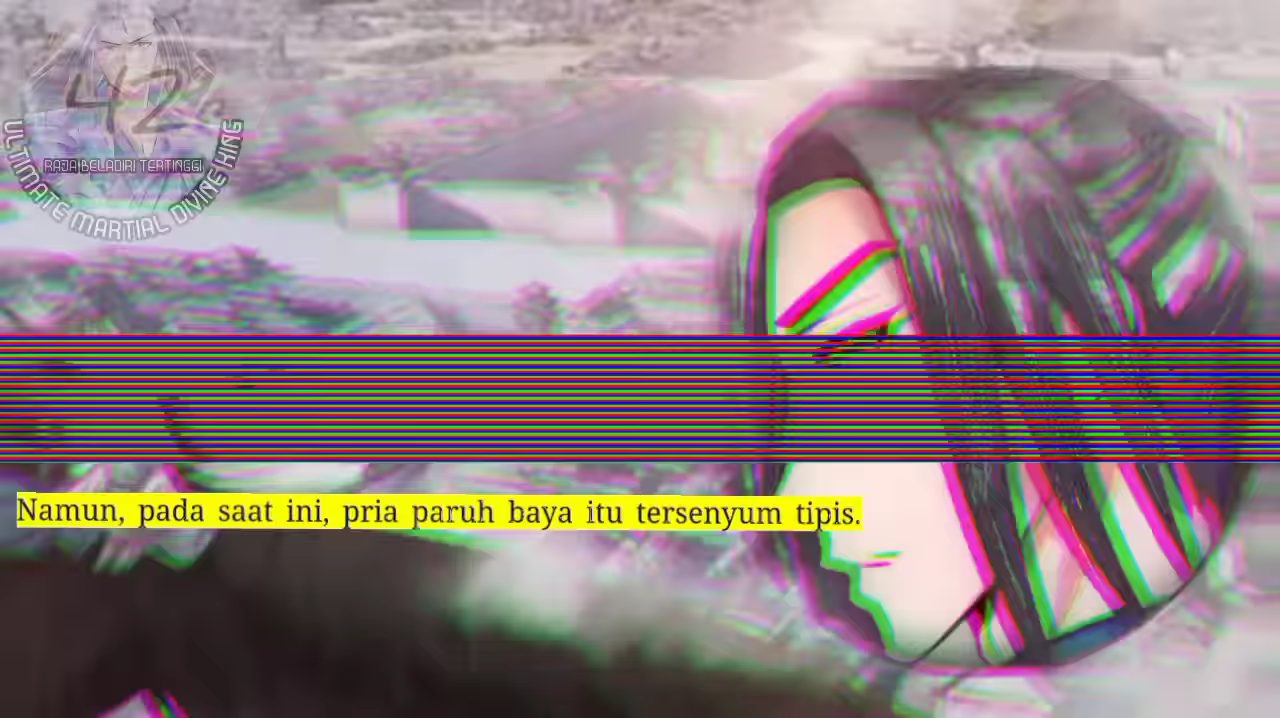 42
RAJA BELADIRI TERTINGGI
ULTIMATE MARTIAL DIVINE KING
Namun, pada saat ini, pria paruh baya itu tersenyum tipis.